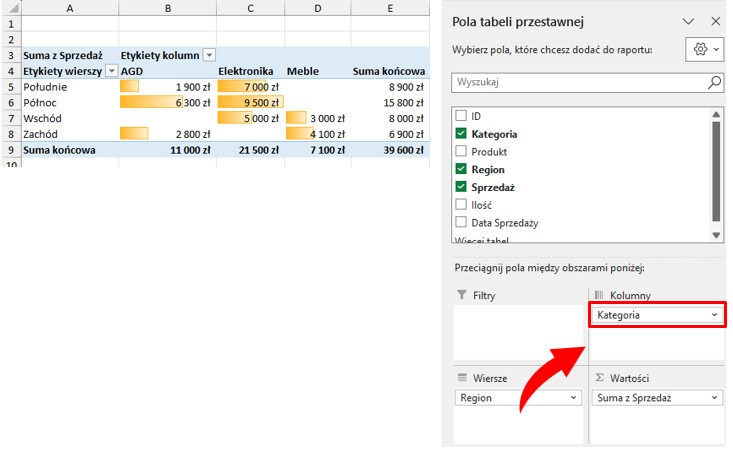 A B C D E
1
2
3 Suma z Sprzedaż Etykiety kolumn
4 Etykiety wierszy AGD Elektronika Meble Suma końcowa
5 Południe 1 900 zł 7 000 zł 8 900 zł
6 Północ 6 300 zł 9 500 zł 15 800 zł
7 Wschód 5 000 zł 3 000 zł 8 000 zł
8 Zachód 2 800 zł 4 100 zł 6 900 zł
9 Suma końcowa 11 000 zł 21 500 zł 7 100 zł 39 600 zł
10
Pola tabeli przestawnej
Wybierz pola, które chcesz dodać do raportu:
Wyszukaj
ID
Kategoria
Produkt
Region
Sprzedaż
Ilość
Data Sprzedaży
Więcej tabel
Przeciągnij pola między obszarami poniżej:
Filtry
Kolumny
Kategoria
Wiersze
Region
Σ Wartości
Suma z Sprzedaż